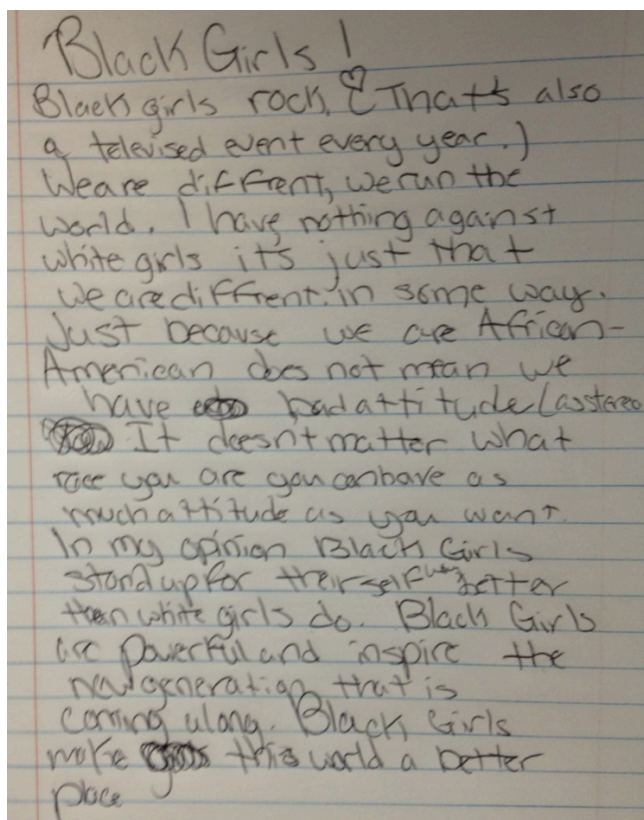 Black Girls!
Black girls rock. (That's also
a televised event every year.)
We are diffrent, we run the
world. I have nothing against
white girls it's just that
we are diffrent. in some way.
Just because we are African-
American does not mean we
have bad attitude (as stereo
It doesn't matter what
race you are you can have as
much attitude as you want.
In my opinion Black Girls
stand up for theirself better
than white girls do. Black Girls
are powerful and inspire the
new generation that is
coming along. Black Girls
make this world a better
place